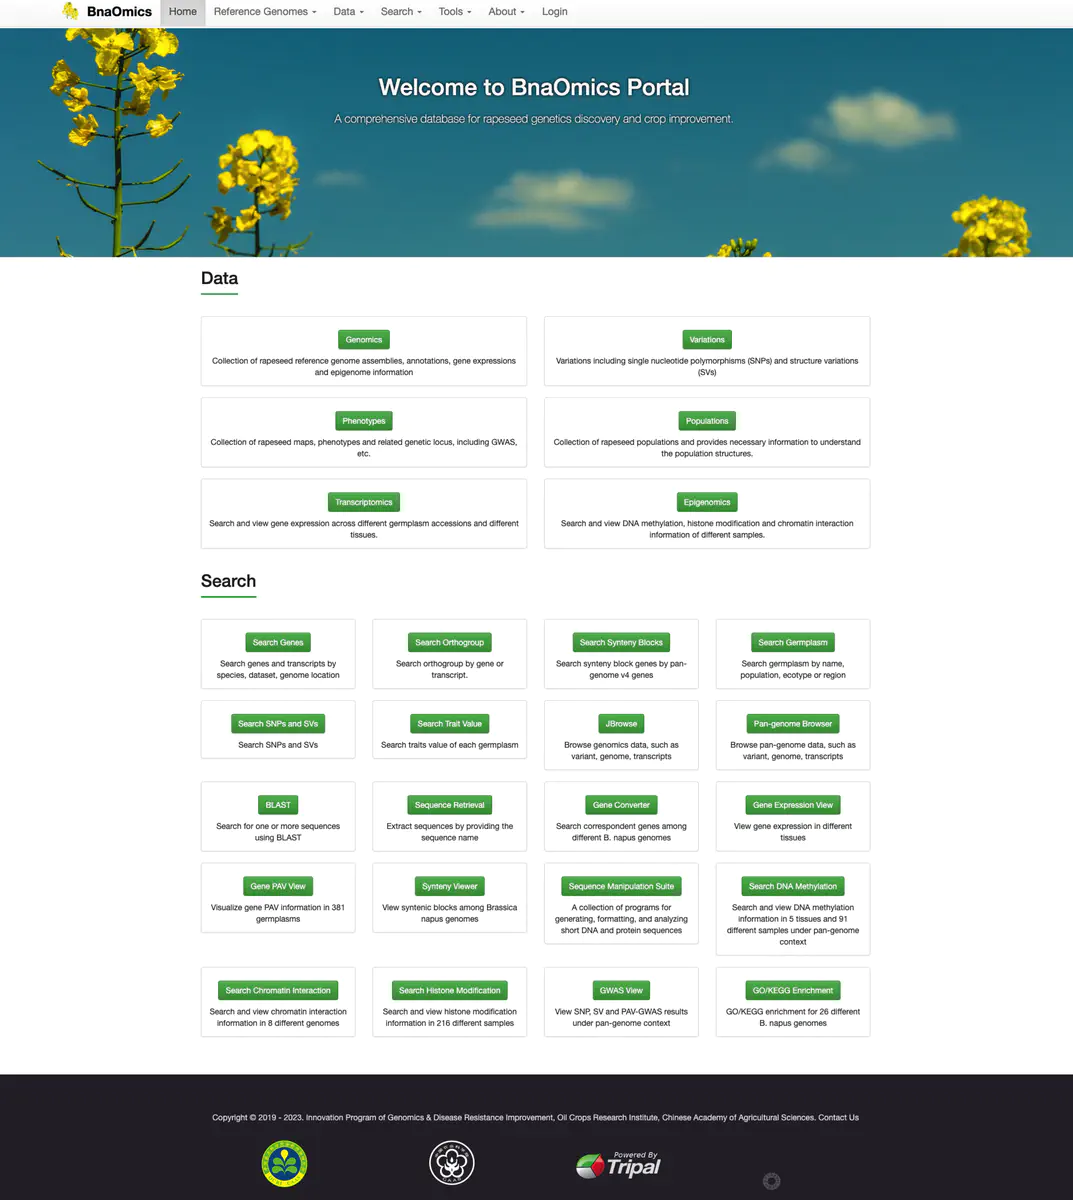 BnaOmics Home Reference Genomes Data Search Tools About Login
Welcome to BnaOmics Portal
A comprehensive database for rapeseed genetics discovery and crop improvement.
Data
Genomics
Collection of rapeseed reference genome assemblies, annotations, gene expressions
and epigenome information
Variations
Variations including single nucleotide polymorphisms (SNPs) and structure variations
(SVs)
Phenotypes
Collection of rapeseed maps, phenotypes and related genetic locus, including GWAS,
etc.
Populations
Collection of rapeseed populations and provides necessary information to understand
the population structures.
Transcriptomics
Search and view gene expression across different germplasm accessions and different
tissues.
Epigenomics
Search and view DNA methylation, histone modification and chromatin interaction
information of different samples.
Search
Search Genes
Search genes and transcripts by
species, dataset, genome location
Search Orthogroup
Search orthogroup by gene or
transcript.
Search Synteny Blocks
Search synteny block genes by pan-
genome v4 genes
Search Germplasm
Search germplasm by name,
population, ecotype or region
Search SNPs and SVs
Search SNPs and SVs
Search Trait Value
Search traits value of each germplasm
JBrowse
Browse genomics data, such as
variant, genome, transcripts
Pan-genome Browser
Browse pan-genome data, such as
variant, genome, transcripts
BLAST
Search for one or more sequences
using BLAST
Sequence Retrieval
Extract sequences by providing the
sequence name
Gene Converter
Search correspondent genes among
different B. napus genomes
Gene Expression View
View gene expression in different
tissues
Gene PAV View
Visualize gene PAV information in 381
germplasms
Synteny Viewer
View syntenic blocks among Brassica
napus genomes
Sequence Manipulation Suite
A collection of programs for
generating, formatting, and analyzing
short DNA and protein sequences
Search DNA Methylation
Search and view DNA methylation
information in 5 tissues and 91
different samples under pan-genome
context
Search Chromatin Interaction
Search and view chromatin interaction
information in 8 different genomes
Search Histone Modification
Search and view histone modification
information in 216 different samples
GWAS View
View SNP, SV and PAV-GWAS results
under pan-genome context
GO/KEGG Enrichment
GO/KEGG enrichment for 26 different
B. napus genomes
Copyright © 2019 - 2023. Innovation Program of Genomics & Disease Resistance Improvement, Oil Crops Research Institute, Chinese Academy of Agricultural Sciences. Contact Us
Powered By
Tripal